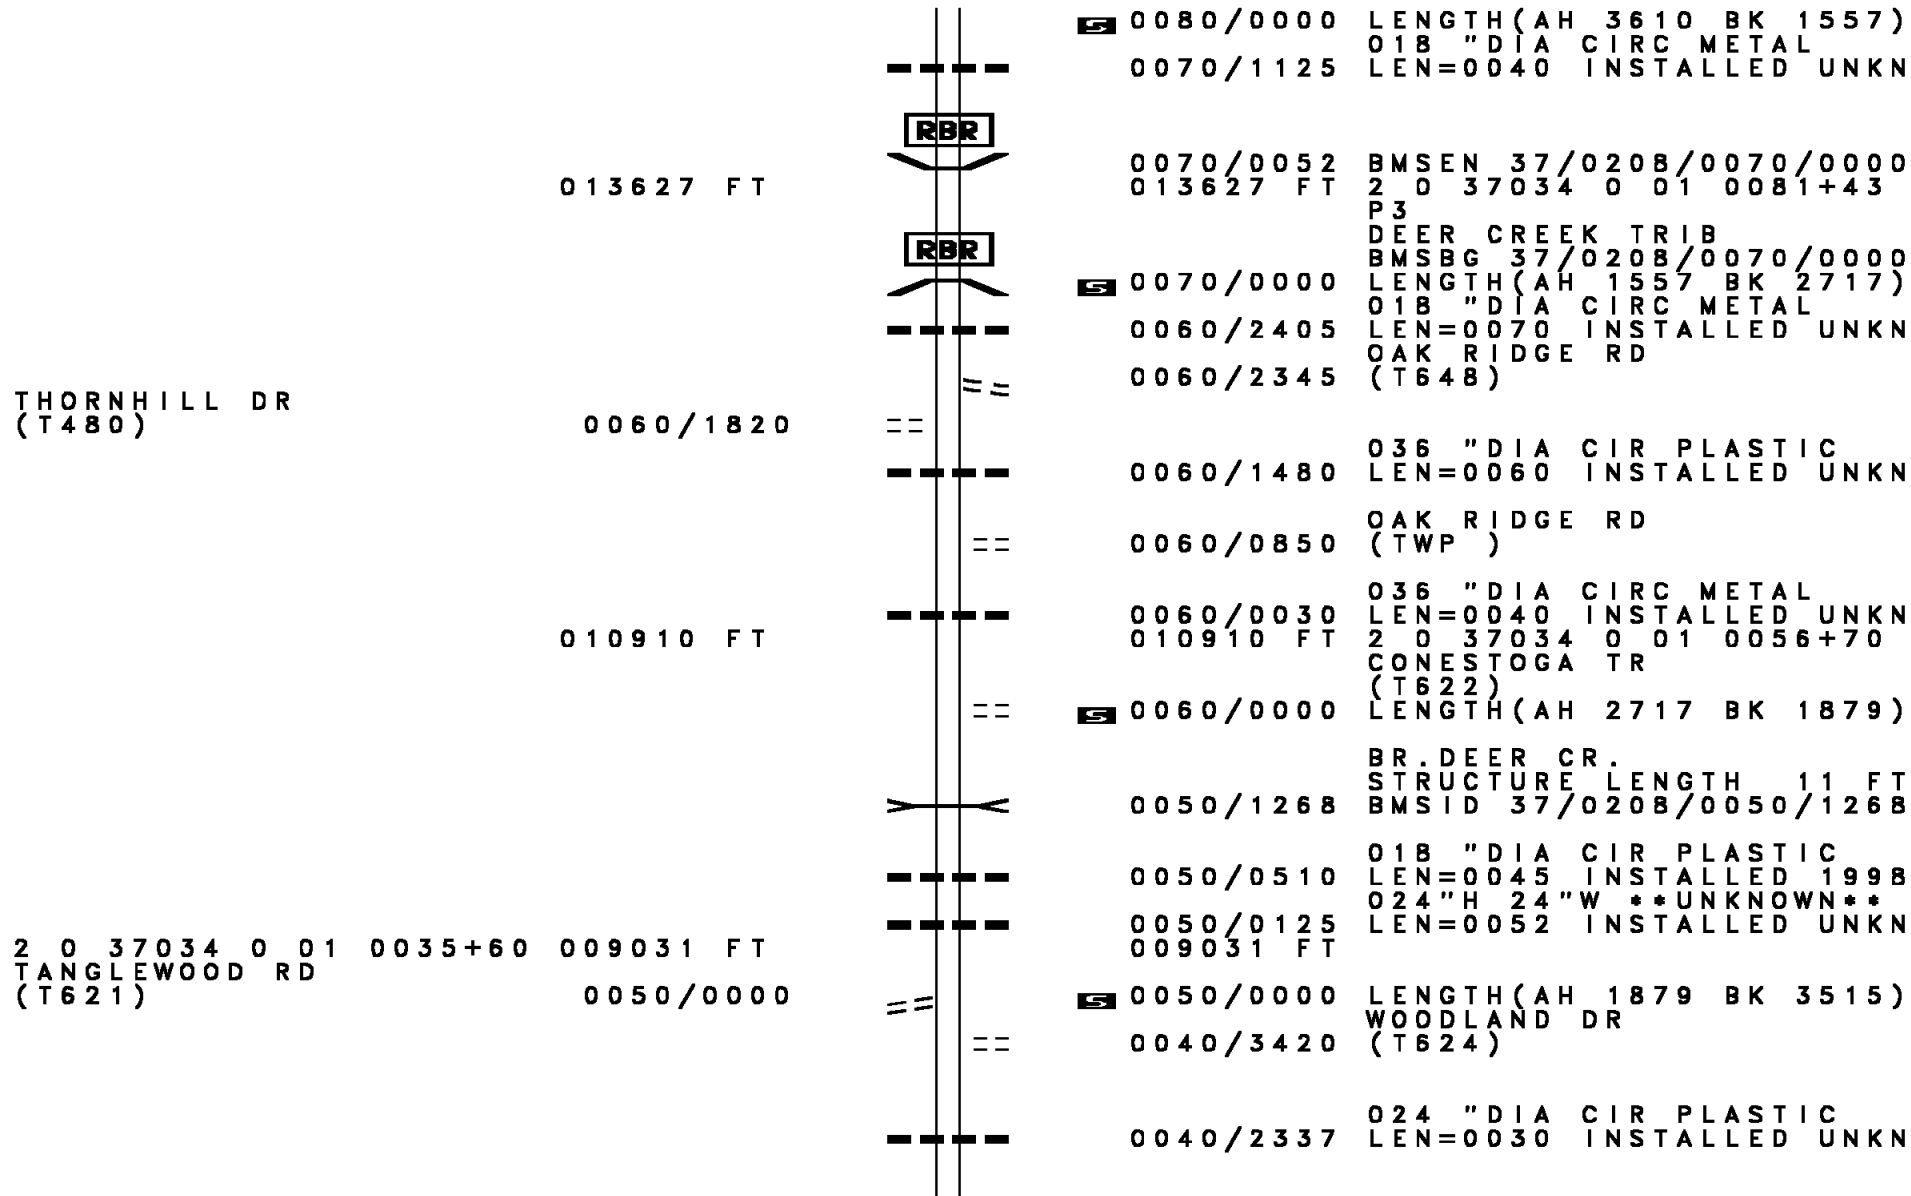 S 0080/0000 LENGTH(AH 3610 BK 1557)
018 "DIA CIRC METAL
0070/1125 LEN=0040 INSTALLED UNKN
RBR
0070/0052 BMSEN 37/0208/0070/0000
013627 FT 013627 FT 2 0 37034 0 01 0081+43
P3
DEER CREEK TRIB
RBR
BMSBG 37/0208/0070/0000
S 0070/0000 LENGTH(AH 1557 BK 2717)
018 "DIA CIRC METAL
0060/2405 LEN=0070 INSTALLED UNKN
OAK RIDGE RD
0060/2345 (T648)
THORNHILL DR
(T480) 0060/1820
036 "DIA CIR PLASTIC
0060/1480 LEN=0060 INSTALLED UNKN
OAK RIDGE RD
0060/0850 (TWP )
036 "DIA CIRC METAL
0060/0030 LEN=0040 INSTALLED UNKN
010910 FT 010910 FT 2 0 37034 0 01 0056+70
CONESTOGA TR
(T622)
S 0060/0000 LENGTH(AH 2717 BK 1879)
BR.DEER CR.
STRUCTURE LENGTH 11 FT
0050/1268 BMSID 37/0208/0050/1268
018 "DIA CIR PLASTIC
0050/0510 LEN=0045 INSTALLED 1998
024"H 24"W **UNKNOWN**
0050/0125 LEN=0052 INSTALLED UNKN
2 0 37034 0 01 0035+60 009031 FT 009031 FT
TANGLEWOOD RD
(T621) 0050/0000 S 0050/0000 LENGTH(AH 1879 BK 3515)
WOODLAND DR
0040/3420 (T624)
024 "DIA CIR PLASTIC
0040/2337 LEN=0030 INSTALLED UNKN